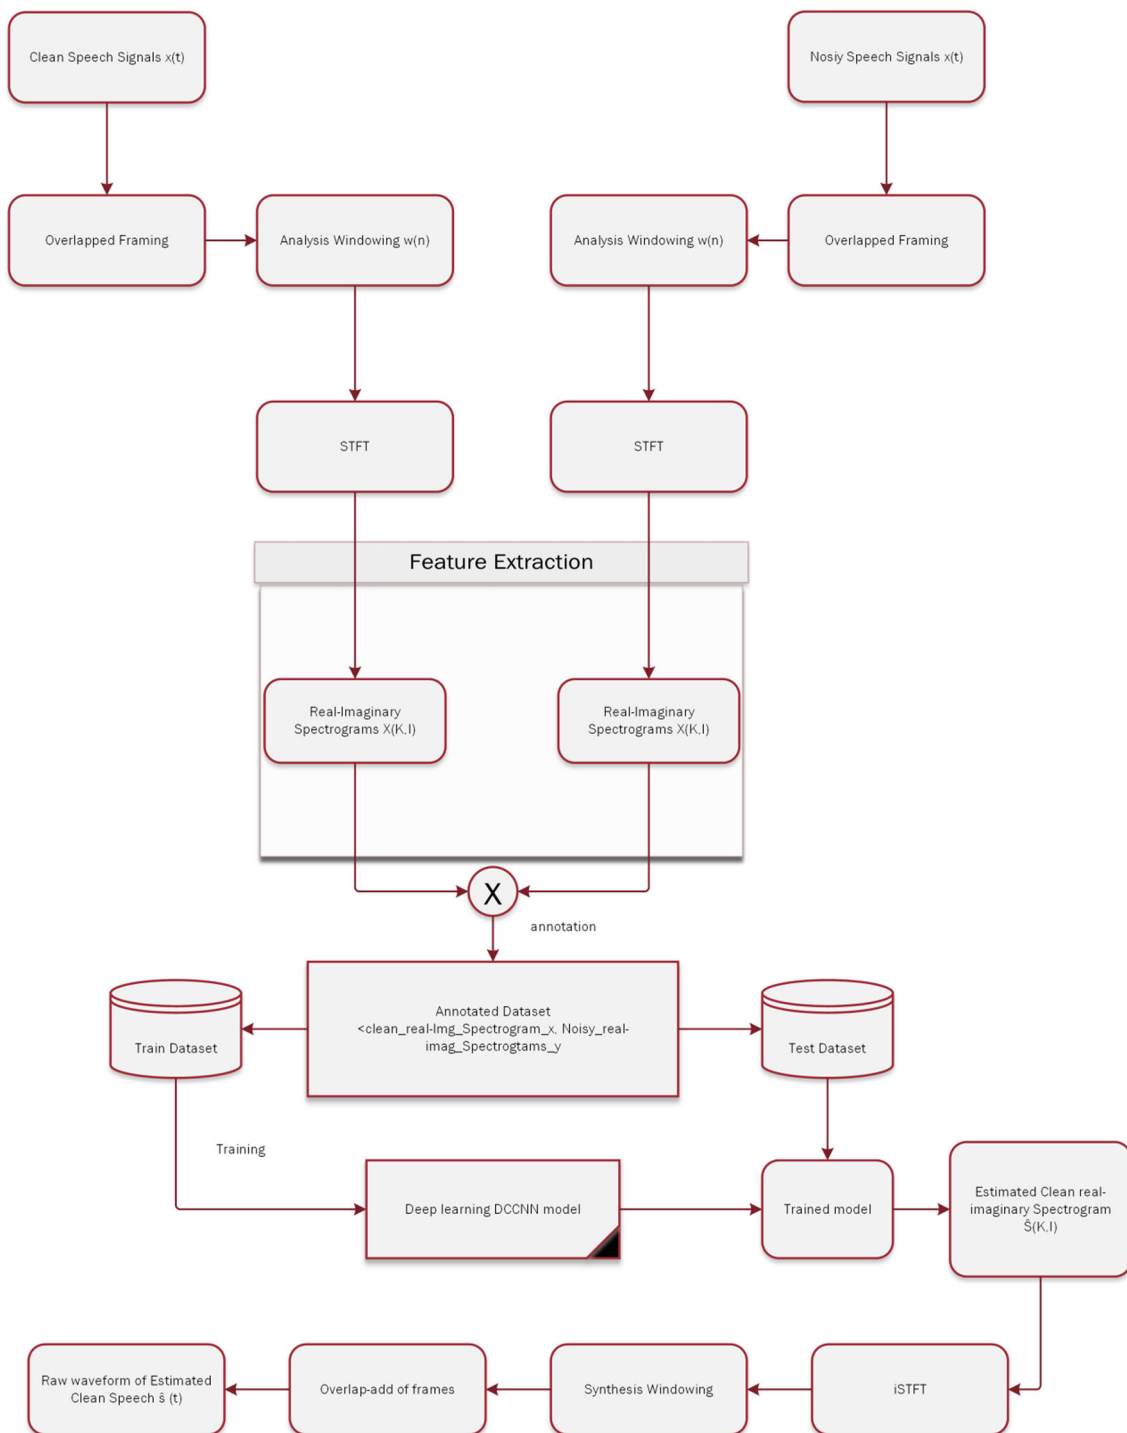 Clean Speech Signals x(t)
Nosiy Speech Signals x(t)
Overlapped Framing
Analysis Windowing w(n)
Analysis Windowing w(n)
Overlapped Framing
STFT
STFT
Feature Extraction
Real-Imaginary
Spectrograms X(K,I)
Real-Imaginary
Spectrograms X(K,I)
X
annotation
Annotated Dataset
<clean_real-Img_Spectrogram_x, Noisy_real-
imag_Spectrogtams_y
Train Dataset
Test Dataset
Training
Deep learning DCCNN model
Trained model
Estimated Clean real-
imaginary Spectrogram
Ŝ(K,I)
Raw waveform of Estimated
Clean Speech ŝ (t)
Overlap-add of frames
Synthesis Windowing
iSTFT